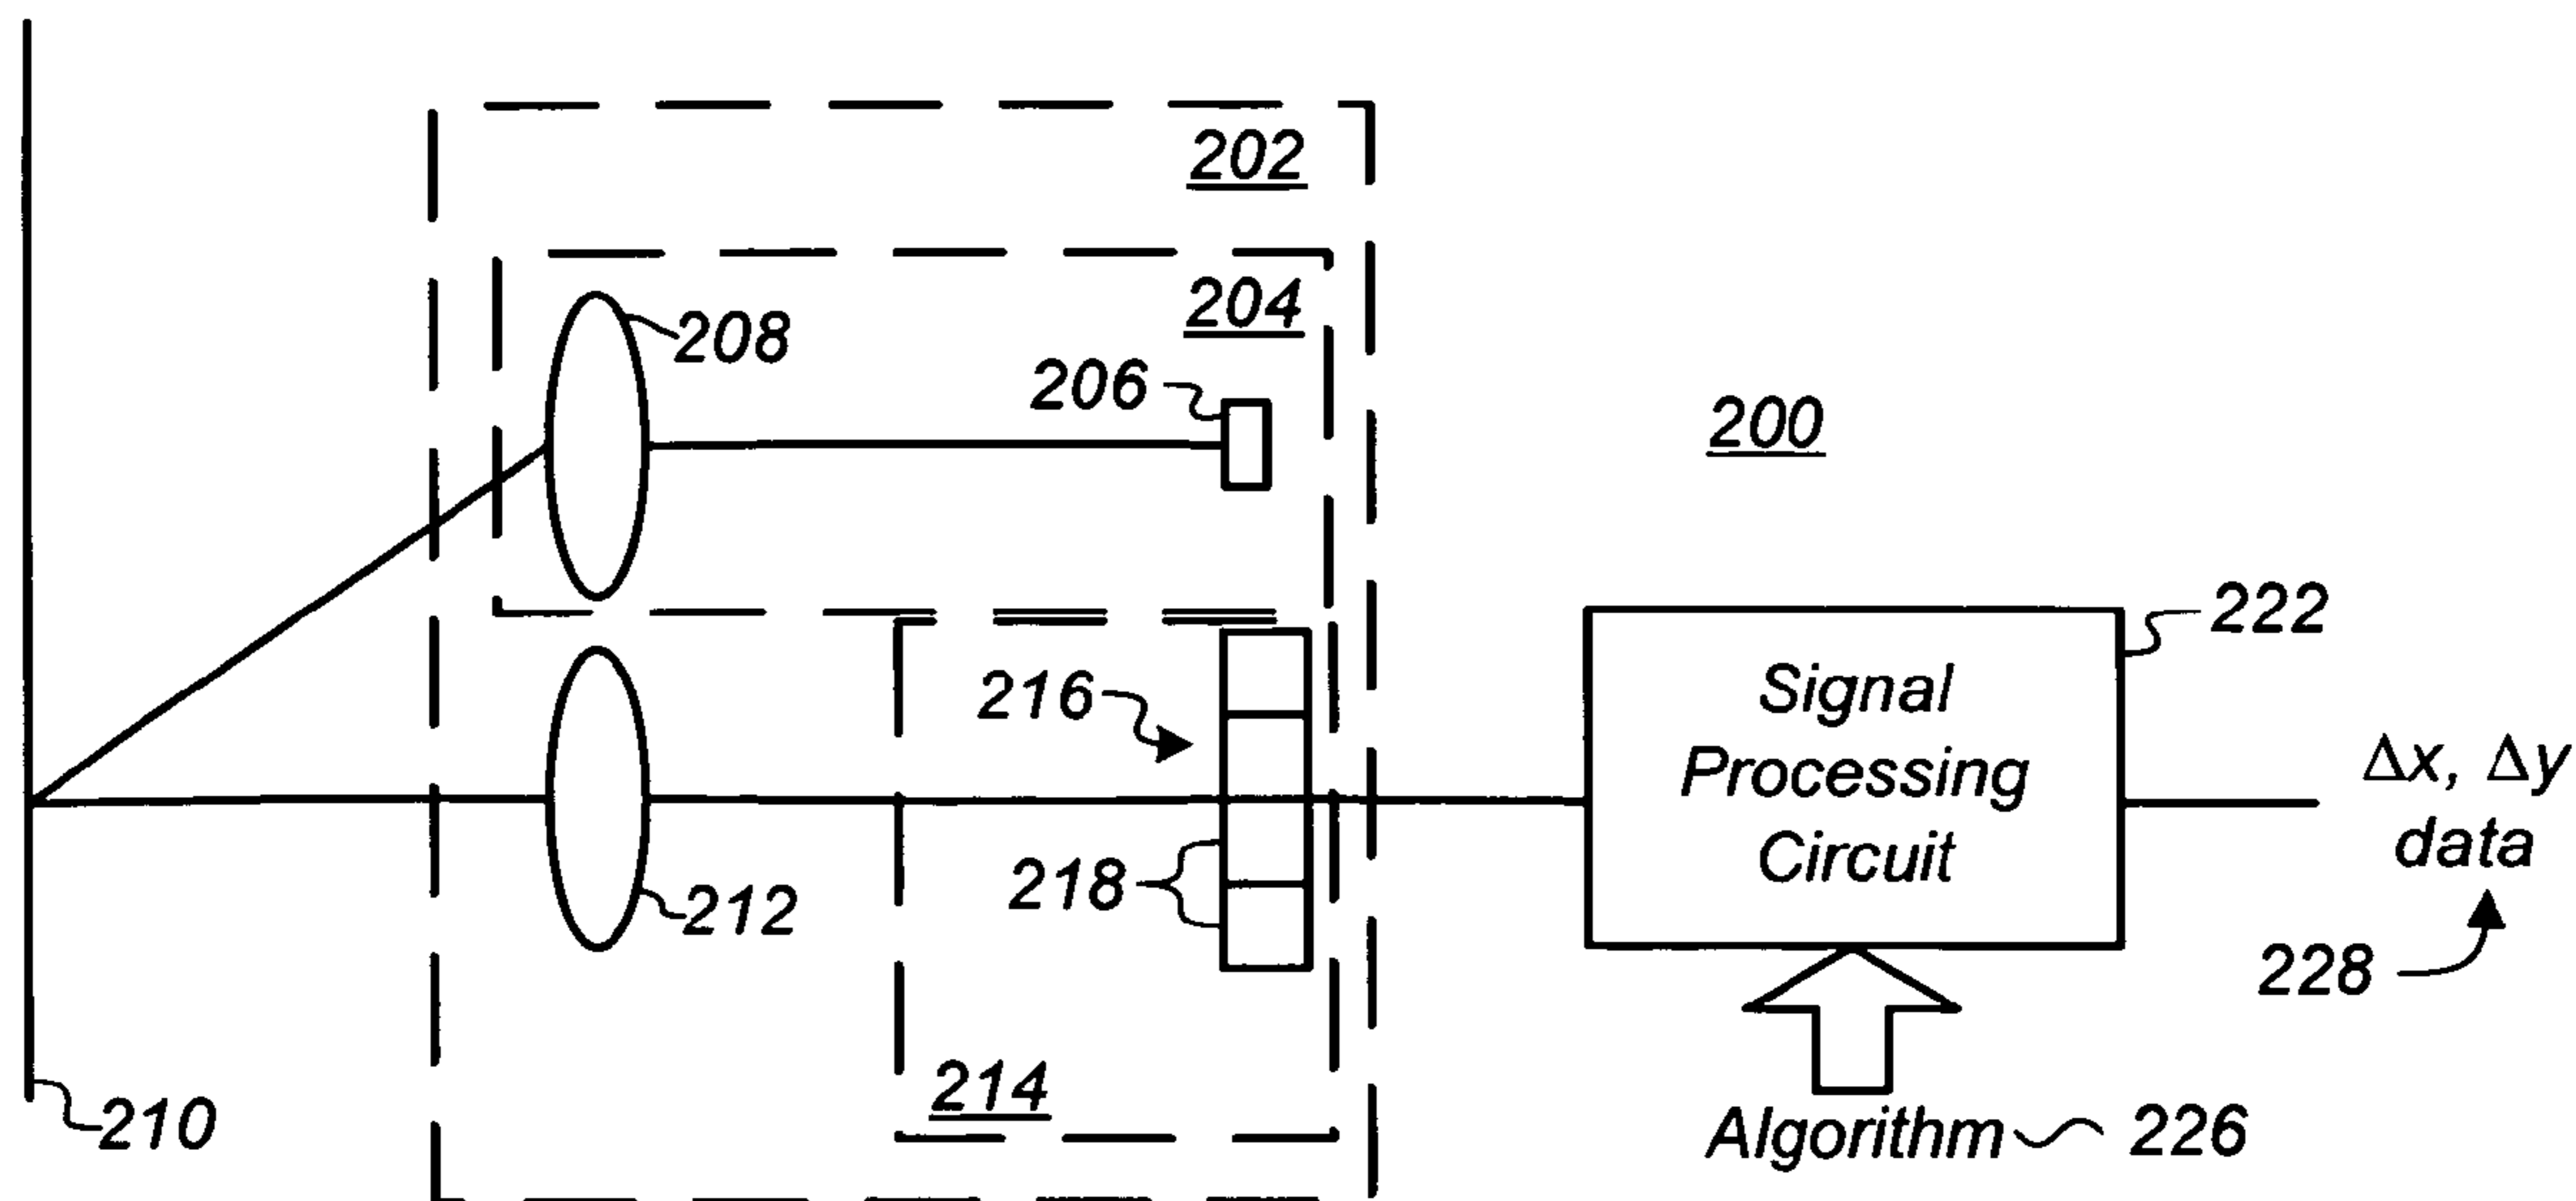 202
204
208
206
200
222
216
Signal
Processing
Circuit
Δx, Δy
data
218
212
228
214
210
Algorithm
226